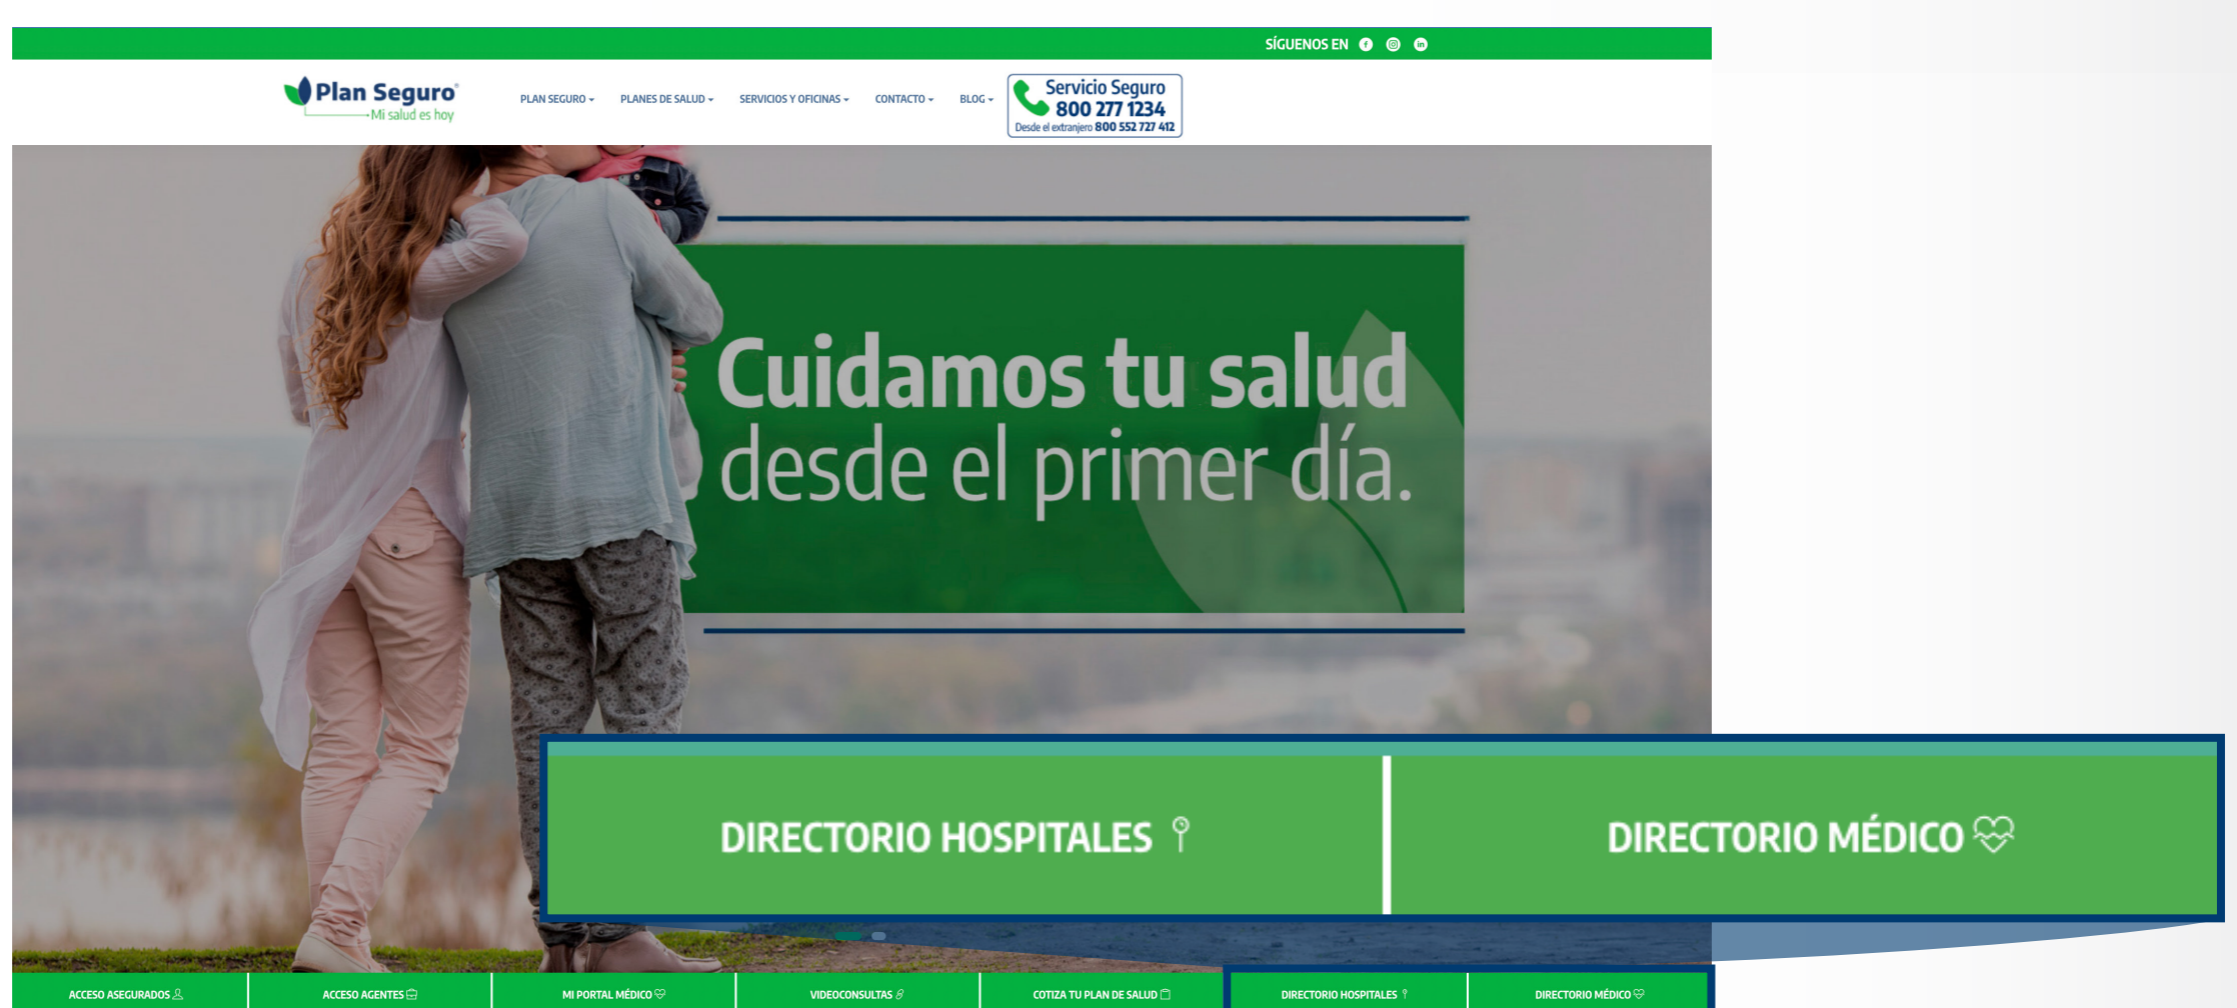 SÍGUENOS EN
Plan Seguro®
Mi salud es hoy
PLAN SEGURO
PLANES DE SALUD
SERVICIOS Y OFICINAS
CONTACTO
BLOG
Servicio Seguro
800 277 1234
Desde el extranjero 800 552 727 412
Cuidamos tu salud
desde el primer día.
DIRECTORIO HOSPITALES
DIRECTORIO MÉDICO
ACCESO ASEGURADOS
ACCESO AGENTES
MI PORTAL MÉDICO
VIDEOCONSULTAS
COTIZA TU PLAN DE SALUD
DIRECTORIO HOSPITALES
DIRECTORIO MÉDICO